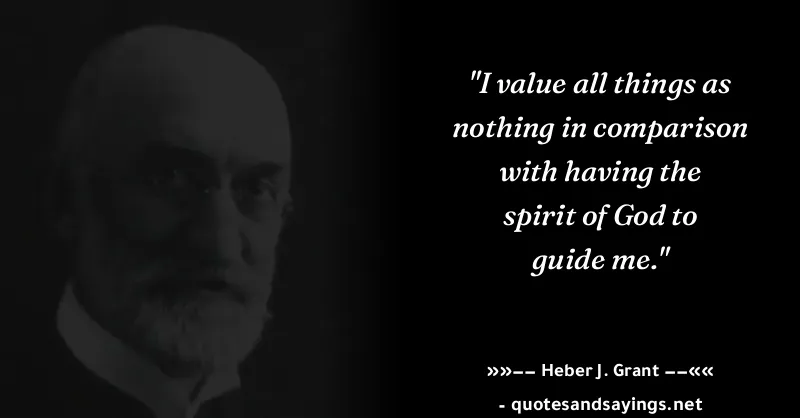 "I value all things as
nothing in comparison
with having the
spirit of God to
guide me."
»»–– Heber J. Grant ––««
- quotesandsayings.net